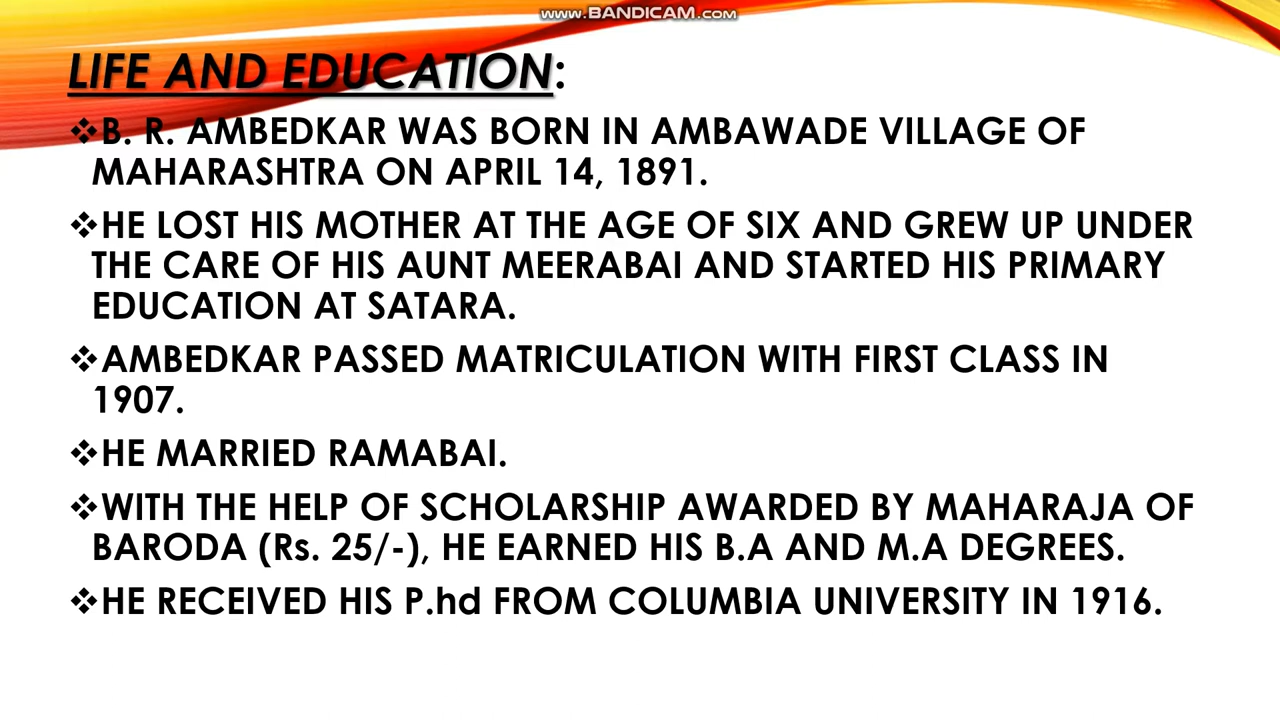 www.BANDICAM.com
LIFE AND EDUCATION:
❖B. R. AMBEDKAR WAS BORN IN AMBAWADE VILLAGE OF
MAHARASHTRA ON APRIL 14, 1891.
❖HE LOST HIS MOTHER AT THE AGE OF SIX AND GREW UP UNDER
THE CARE OF HIS AUNT MEERABAI AND STARTED HIS PRIMARY
EDUCATION AT SATARA.
❖AMBEDKAR PASSED MATRICULATION WITH FIRST CLASS IN
1907.
❖HE MARRIED RAMABAI.
❖WITH THE HELP OF SCHOLARSHIP AWARDED BY MAHARAJA OF
BARODA (Rs. 25/-), HE EARNED HIS B.A AND M.A DEGREES.
❖HE RECEIVED HIS P.hd FROM COLUMBIA UNIVERSITY IN 1916.